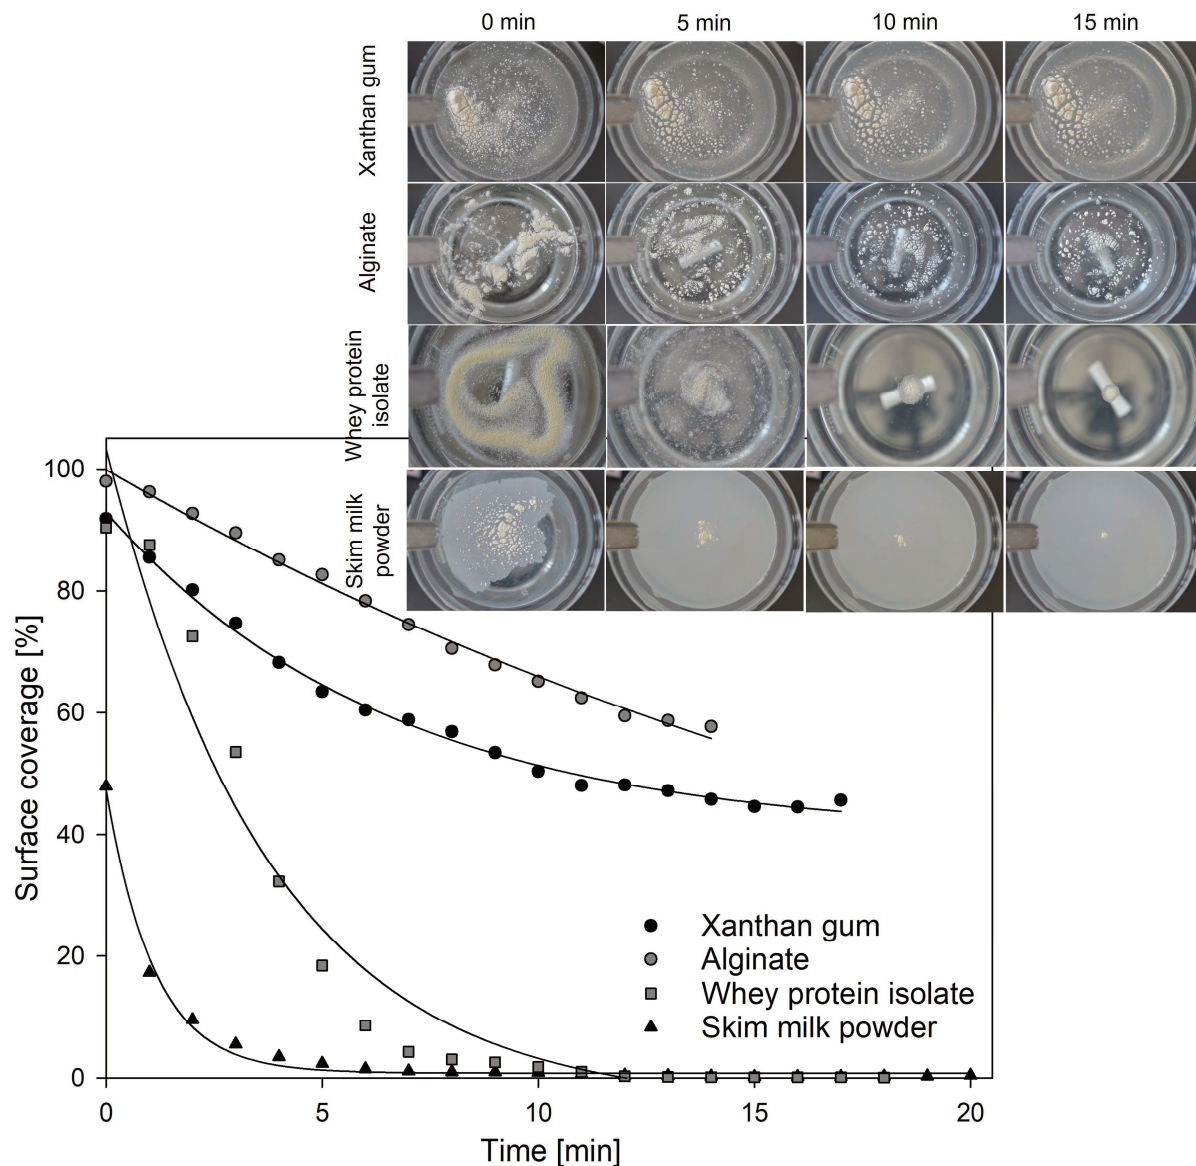 0 min 5 min 10 min 15 min
Xanthan gum
Alginate
Whey protein
isolate
Skim milk
powder
100
80
60
40
20
0
Surface coverage [%]
Xanthan gum
Alginate
Whey protein isolate
Skim milk powder
0 5 10 15 20
Time [min]